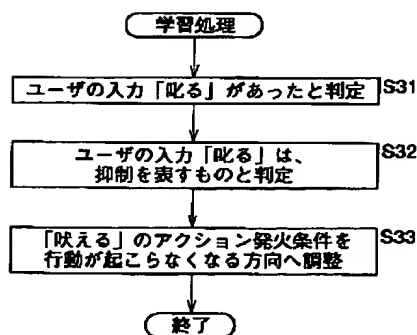 学習処理
ユーザの入力「叱る」があったと判定
S31
ユーザの入力「叱る」は、
抑制を表すものと判定
S32
「吠える」のアクション発火条件を
行動が起こらなくなる方向へ調整
S33
終了